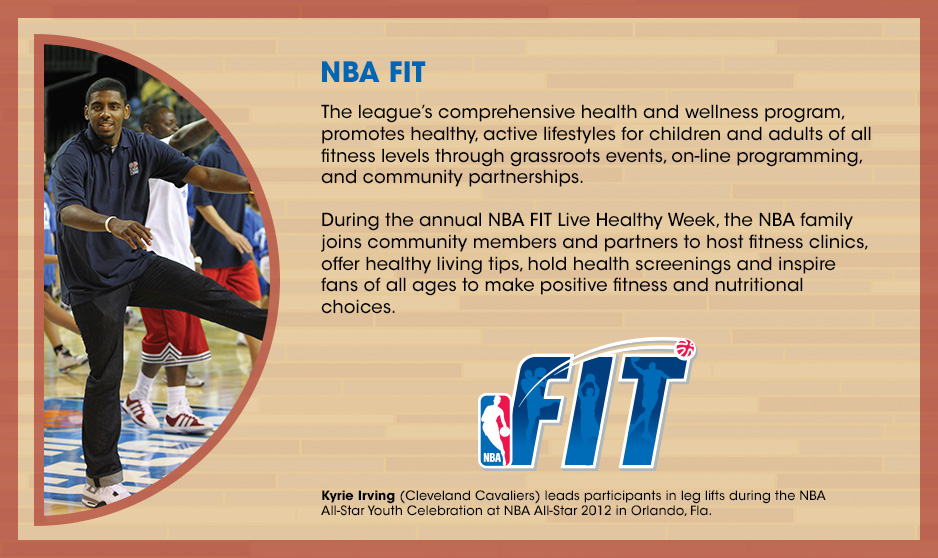 NBA FIT
The league's comprehensive health and wellness program,
promotes healthy, active lifestyles for children and adults of all
fitness levels through grassroots events, on-line programming,
and community partnerships.
During the annual NBA FIT Live Healthy Week, the NBA family
joins community members and partners to host fitness clinics,
offer healthy living tips, hold health screenings and inspire
fans of all ages to make positive fitness and nutritional
choices.
FIT
NBA
Kyrie Irving (Cleveland Cavaliers) leads participants in leg lifts during the NBA
All-Star Youth Celebration at NBA All-Star 2012 in Orlando, Fla.